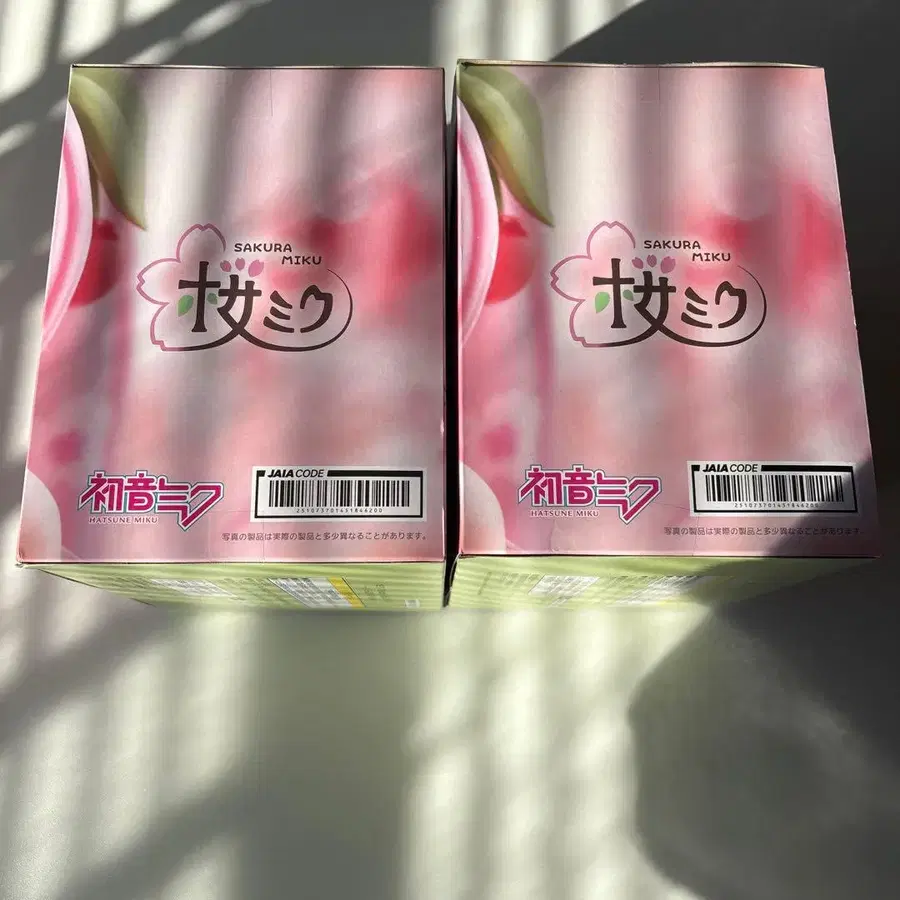 SAKURA
MIKU
桜ミク
初音ミク
HATSUNE MIKU
JAIA CODE
2510737014318446200
写真の製品は実際の製品と多少異なることがあります。
SAKURA
MIKU
桜ミク
初音ミク
HATSUNE MIKU
JAIA CODE
2510737014318446200
写真の製品は実際の製品と多少異なることがあります。